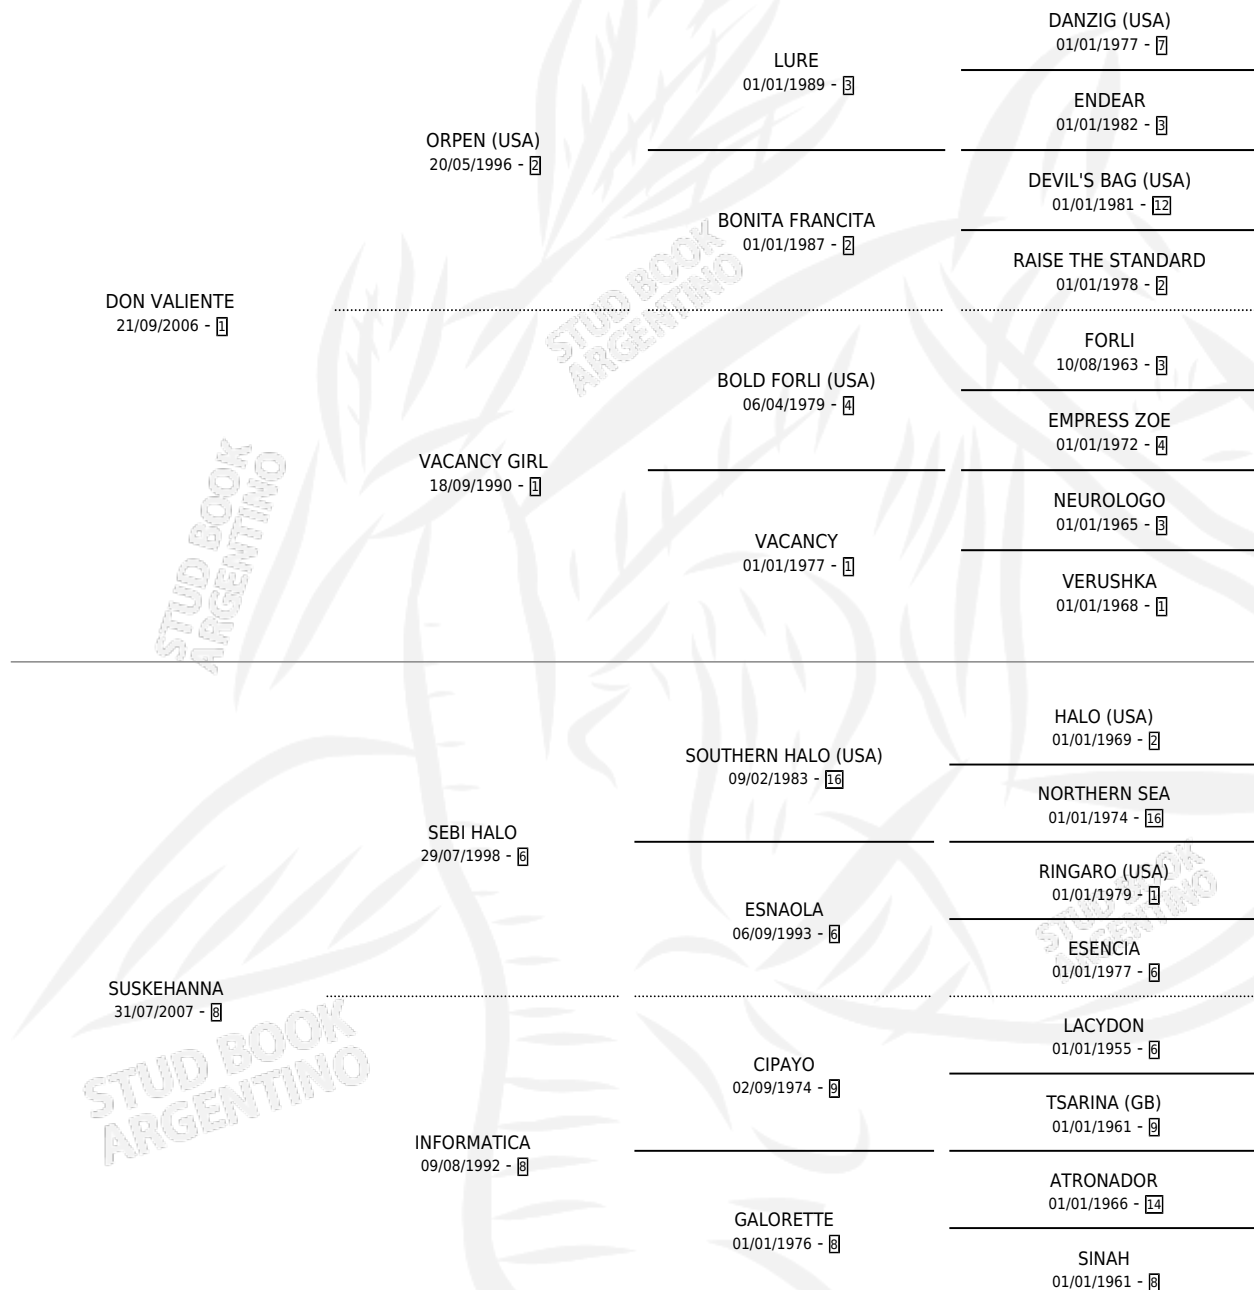 DANZIG (USA)
01/01/1977 - 7
LURE
01/01/1989 - 3
ENDEAR
01/01/1982 - 3
ORPEN (USA)
20/05/1996 - 2
DEVIL'S BAG (USA)
01/01/1981 - 12
BONITA FRANCITA
01/01/1987 - 2
RAISE THE STANDARD
01/01/1978 - 2
DON VALIENTE
21/09/2006 - 1
FORLI
10/08/1963 - 3
BOLD FORLI (USA)
06/04/1979 - 4
EMPRESS ZOE
01/01/1972 - 4
VACANCY GIRL
18/09/1990 - 1
NEUROLOGO
01/01/1965 - 3
VACANCY
01/01/1977 - 1
VERUSHKA
01/01/1968 - 1
HALO (USA)
01/01/1969 - 2
SOUTHERN HALO (USA)
09/02/1983 - 16
NORTHERN SEA
01/01/1974 - 16
SEBI HALO
29/07/1998 - 6
RINGARO (USA)
01/01/1979 - 1
ESNAOLA
06/09/1993 - 6
ESENCIA
01/01/1977 - 6
SUSKEHANNA
31/07/2007 - 8
LACYDON
01/01/1955 - 6
CIPAYO
02/09/1974 - 9
TSARINA (GB)
01/01/1961 - 9
INFORMATICA
09/08/1992 - 8
ATRONADOR
01/01/1966 - 14
GALORETTE
01/01/1976 - 8
SINAH
01/01/1961 - 8
STUD BOOK
ARGENTINO
STUD BOOK
ARGENTINO
STUD BOOK
ARGENTINO
STUD BOOK
ARGENTINO